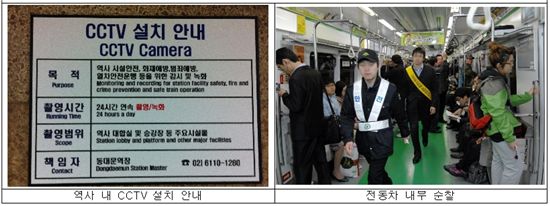 CCTV 설치 안내
CCTV Camera
목 적
Purpose
역사 시설안전, 화재예방,범죄예방,
열차안전운행 등을 위한 감시 및 녹화
Monitoring and recording for station facility safety, fire and
crime prevention and safe train operation
촬영시간
Running Time
24시간 연속 촬영/녹화
24 hours a day
촬영범위
Scope
역사 대합실 및 승강장 등 주요시설물
Station lobby and platform and other major facilities
책 임 자
Contact
동대문역장
Dongdaemun Station Master
☎ 02) 6110-1280
안 전
역사 내 CCTV 설치 안내
전동차 내부 순찰